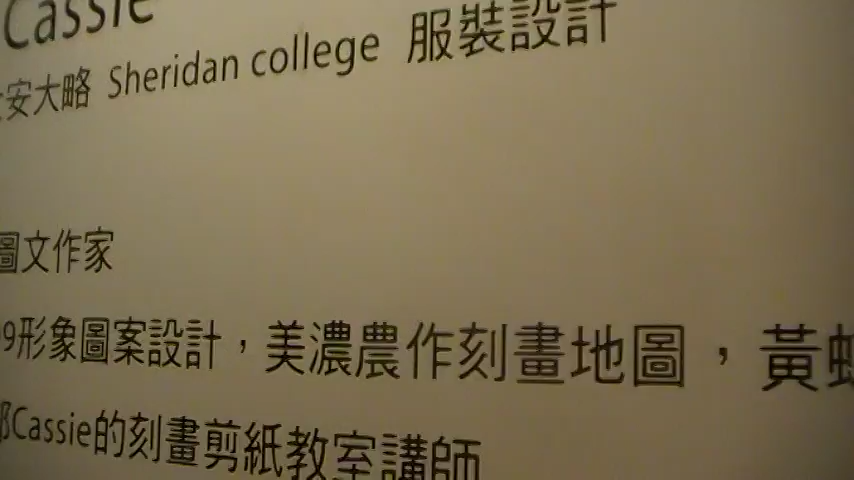 Cassie
安大略 Sheridan college 服裝設計
圖文作家
9形象圖案設計，美濃農作刻畫地圖，黃
Cassie的刻畫剪紙教室講師